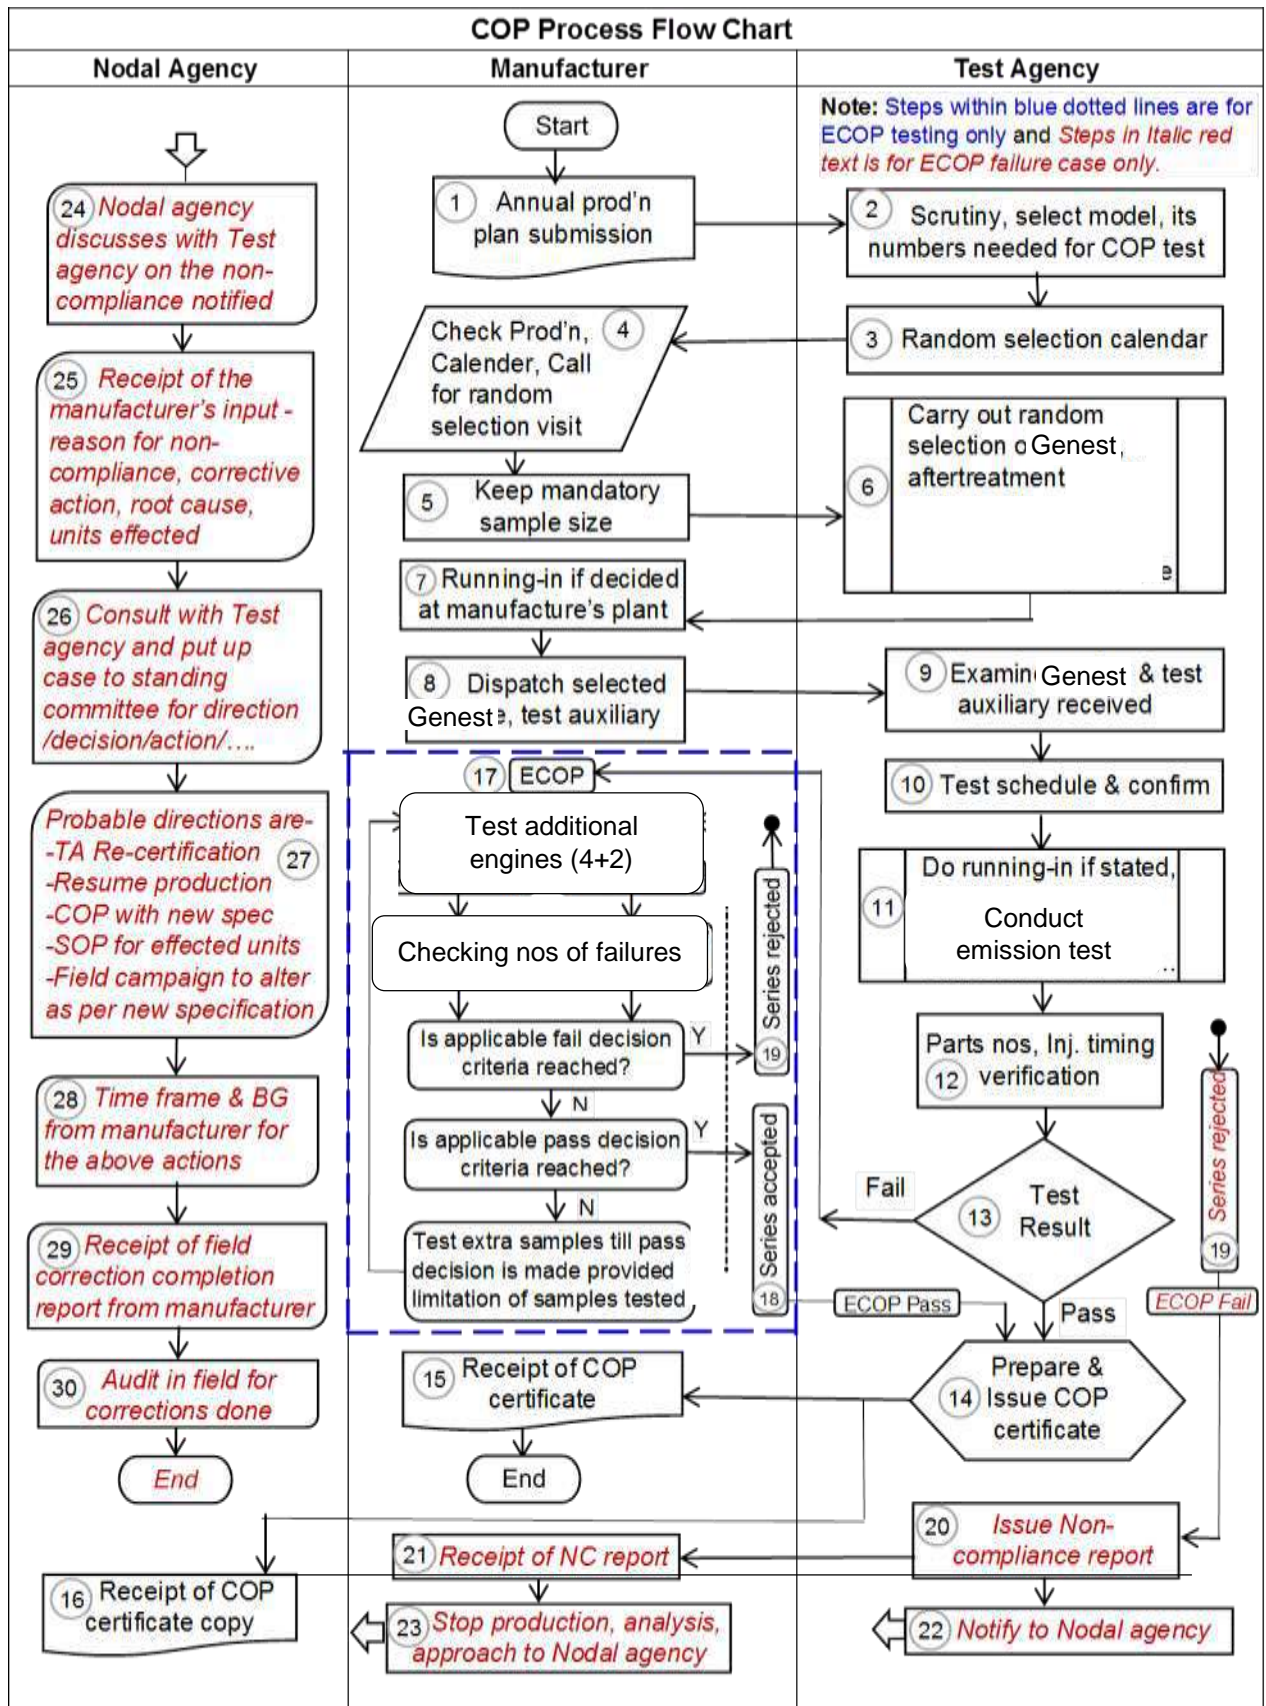 COP Process Flow Chart
Nodal Agency
Manufacturer
Test Agency
Note: Steps within blue dotted lines are for
ECOP testing only and Steps in Italic red
text is for ECOP failure case only.
Start
1 Annual prod'n
plan submission
2 Scrutiny, select model, its
numbers needed for COP test
3 Random selection calendar
Check Prod'n, 4
Calender, Call
for random
selection visit
5 Keep mandatory
sample size
Carry out random
selection o Genest,
6 aftertreatment
7 Running-in if decided
at manufacture's plant
8 Dispatch selected
Genest e, test auxiliary
9 Examin Genest & test
auxiliary received
10 Test schedule & confirm
Do running-in if stated,
11 Conduct
emission test
Parts nos, Inj. timing
12 verification
13 Test
Result
Fail
Pass
17 ECOP
Test additional
engines (4+2)
Checking nos of failures
Is applicable fail decision
criteria reached?
Y
N
Is applicable pass decision
criteria reached?
Y
N
Test extra samples till pass
decision is made provided
limitation of samples tested
19 Series rejected
18 Series accepted
ECOP Pass
19 Series rejected
ECOP Fail
14 Prepare &
Issue COP
certificate
15 Receipt of COP
certificate
End
16 Receipt of COP
certificate copy
20 Issue Non-
compliance report
21 Receipt of NC report
22 Notify to Nodal agency
23 Stop production, analysis,
approach to Nodal agency
24 Nodal agency
discusses with Test
agency on the non-
compliance notified
25 Receipt of the
manufacturer's input -
reason for non-
compliance, corrective
action, root cause,
units effected
26 Consult with Test
agency and put up
case to standing
committee for direction
/decision/action/....
Probable directions are-
-TA Re-certification 27
-Resume production
-COP with new spec
-SOP for effected units
-Field campaign to alter
as per new specification
28 Time frame & BG
from manufacturer for
the above actions
29 Receipt of field
correction completion
report from manufacturer
30 Audit in field for
corrections done
End